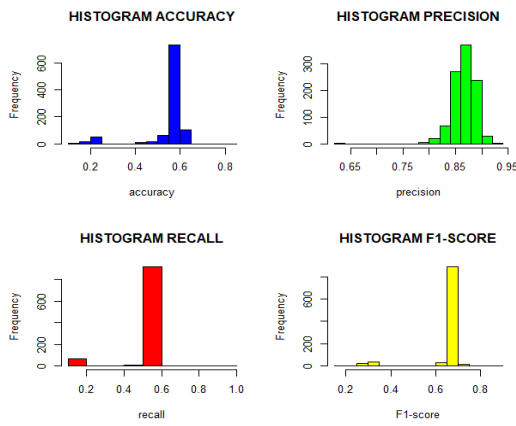 HISTOGRAM ACCURACY
Frequency
0 200 600
0.2 0.4 0.6 0.8
accuracy
HISTOGRAM PRECISION
Frequency
0 100 300
0.65 0.75 0.85 0.95
precision
HISTOGRAM RECALL
Frequency
0 200 600
0.2 0.4 0.6 0.8 1.0
recall
HISTOGRAM F1-SCORE
Frequency
0 200 600
0.2 0.4 0.6 0.8
F1-score